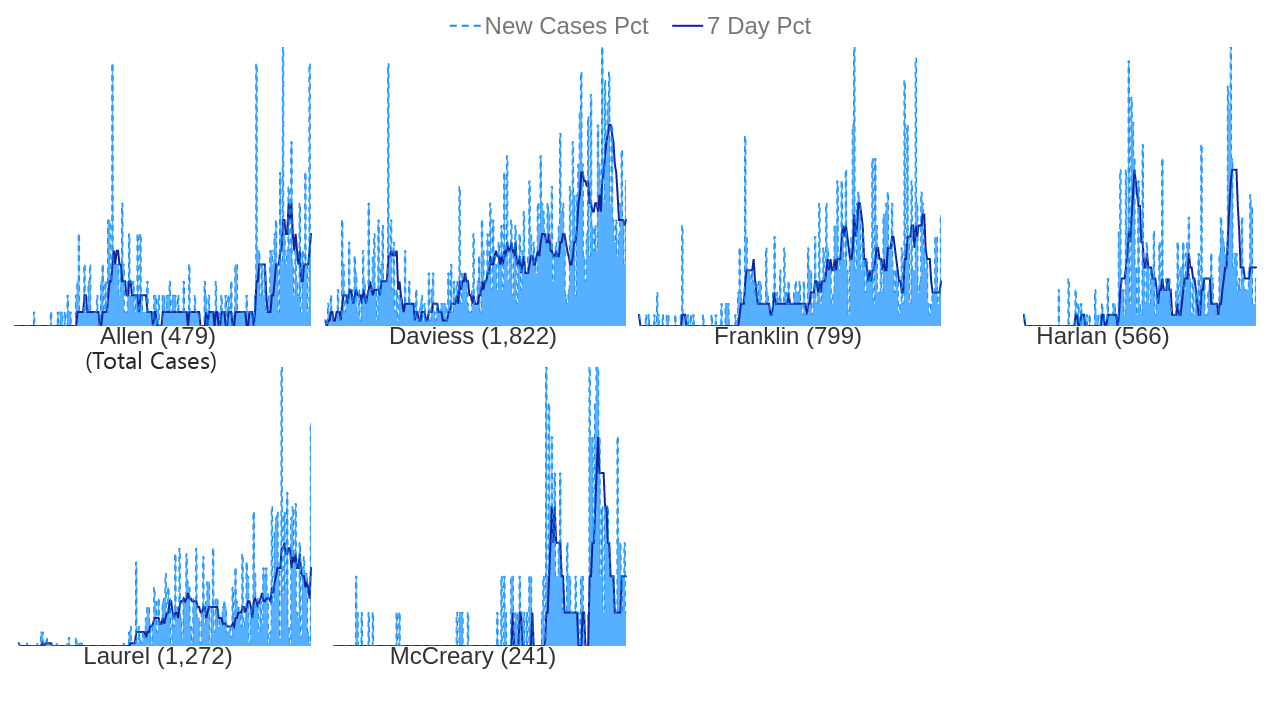 New Cases Pct 7 Day Pct
Allen (479) Daviess (1,822) Franklin (799) Harlan (566)
(Total Cases)
Laurel (1,272) McCreary (241)